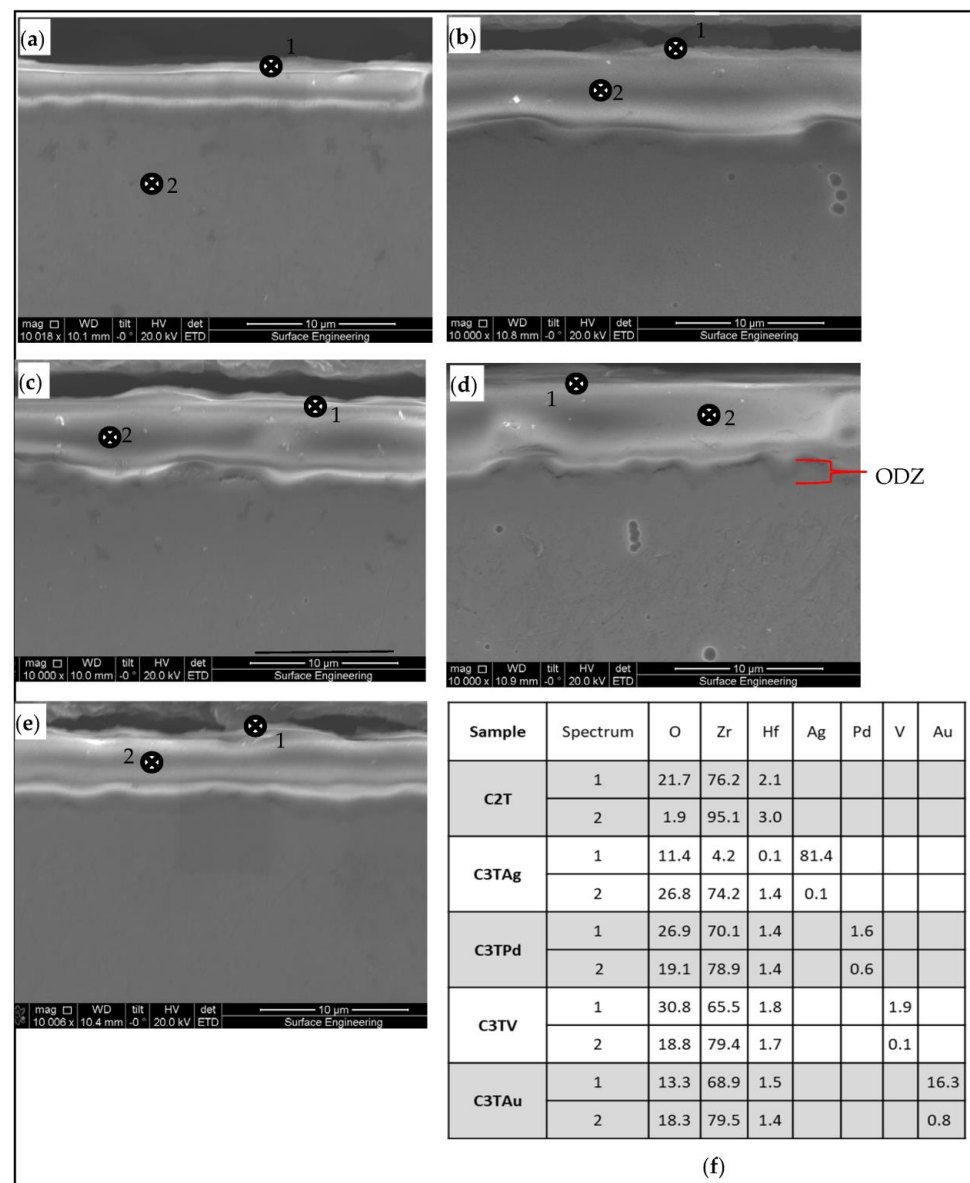 (a)
1
2
mag □ WD tilt HV det
10 018 x 10.1 mm -0 ° 20.0 kV ETD
10 µm
Surface Engineering
(b)
1
2
mag □ WD tilt HV det
10 000 x 10.8 mm -0 ° 20.0 kV ETD
10 µm
Surface Engineering
(c)
1
2
mag □ WD tilt HV det
10 000 x 10.0 mm -0 ° 20.0 kV ETD
10 µm
Surface Engineering
(d)
1
2
ODZ
mag □ WD tilt HV det
10 000 x 10.9 mm -0 ° 20.0 kV ETD
10 µm
Surface Engineering
(e)
1
2
mag □ WD tilt HV det
10 006 x 10.4 mm -0 ° 20.0 kV ETD
10 µm
Surface Engineering
Sample Spectrum O Zr Hf Ag Pd V Au
C2T
1 21.7 76.2 2.1
2 1.9 95.1 3.0
C3TAg
1 11.4 4.2 0.1 81.4
2 26.8 74.2 1.4 0.1
C3TPd
1 26.9 70.1 1.4 1.6
2 19.1 78.9 1.4 0.6
C3TV
1 30.8 65.5 1.8 1.9
2 18.8 79.4 1.7 0.1
C3TAu
1 13.3 68.9 1.5 16.3
2 18.3 79.5 1.4 0.8
(f)